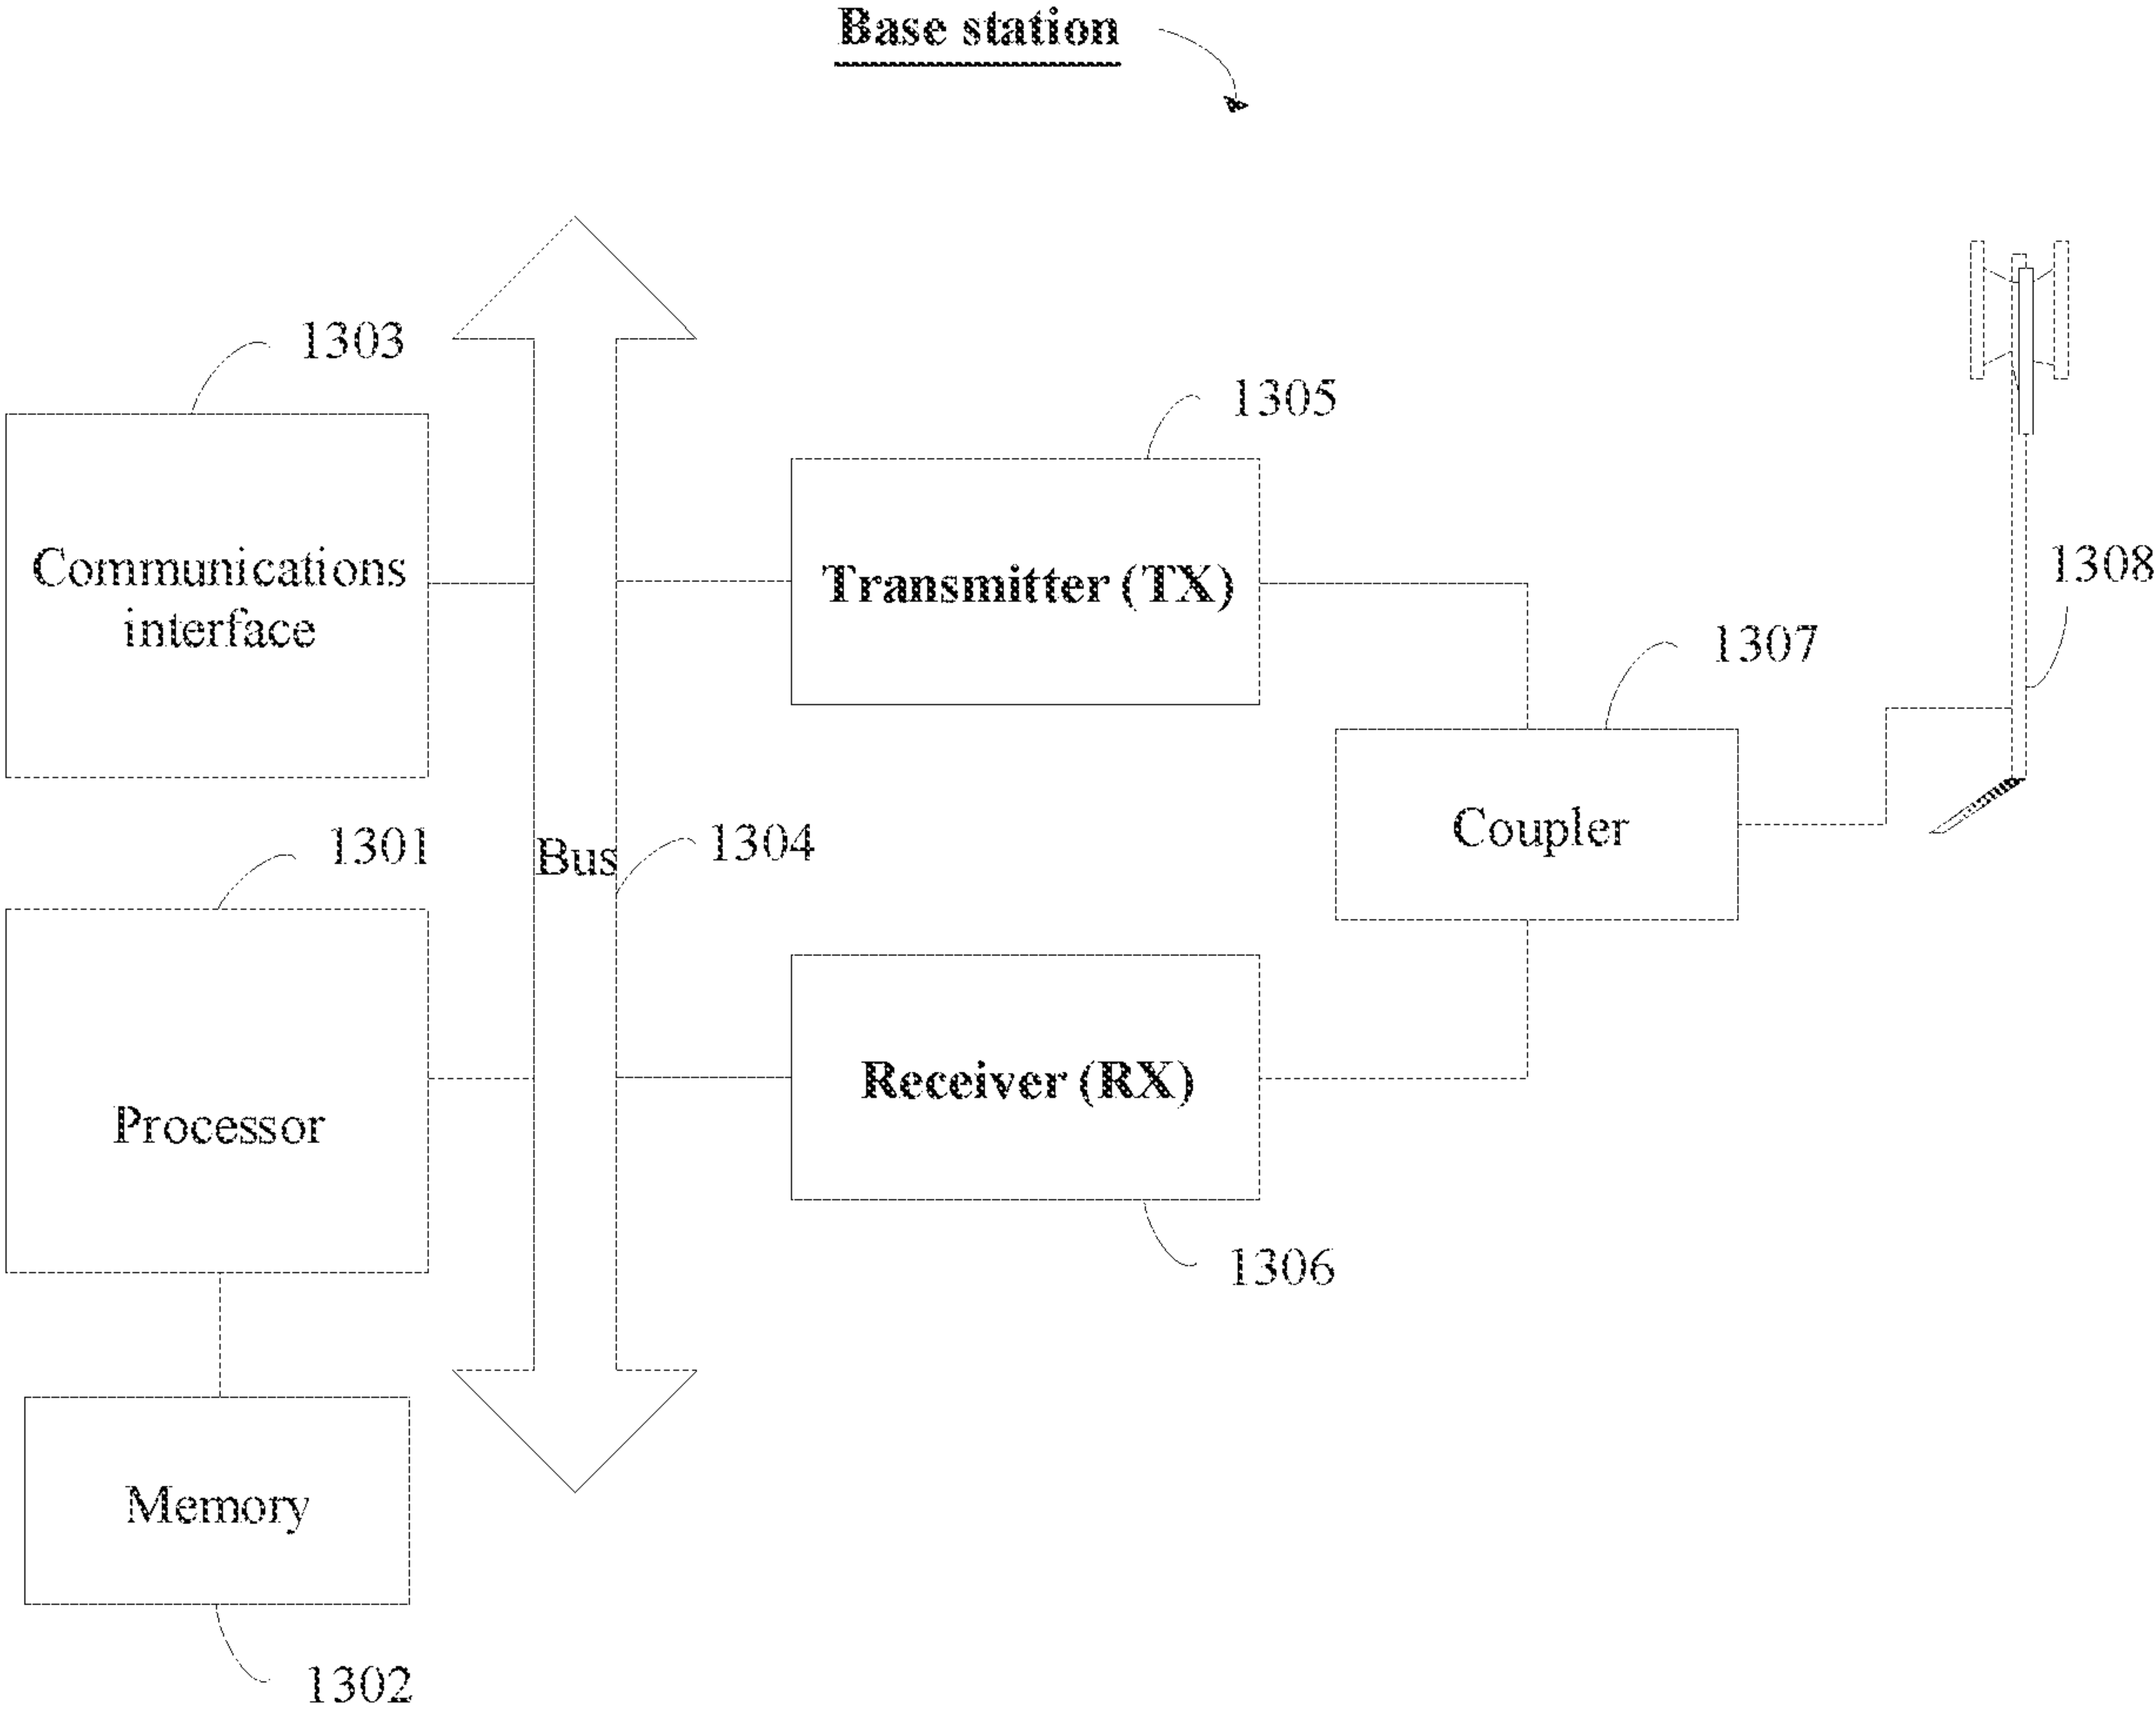 Base station
1303
1305
Communications
interface
Transmitter (TX)
1308
1307
1301
Bus
1304
Coupler
Processor
Receiver (RX)
1306
Memory
1302